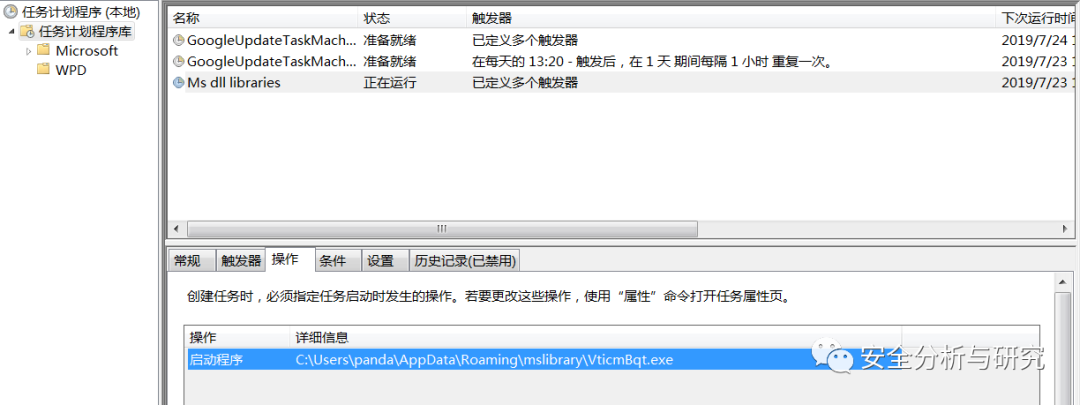 任务计划程序 (本地)
任务计划程序库
Microsoft
WPD
名称 状态 触发器 下次运行时间
GoogleUpdateTaskMach... 准备就绪 已定义多个触发器 2019/7/24 1
GoogleUpdateTaskMach... 准备就绪 在每天的 13:20 - 触发后，在 1 天 期间每隔 1 小时 重复一次。 2019/7/23 1
Ms dll libraries 正在运行 已定义多个触发器 2019/7/23 1
常规 触发器 操作 条件 设置 历史记录(已禁用)
创建任务时，必须指定任务启动时发生的操作。若要更改这些操作，使用“属性”命令打开任务属性页。
操作 详细信息
启动程序 C:\Users\panda\AppData\Roaming\mslibrary\VticmBqt.exe
安全分析与研究